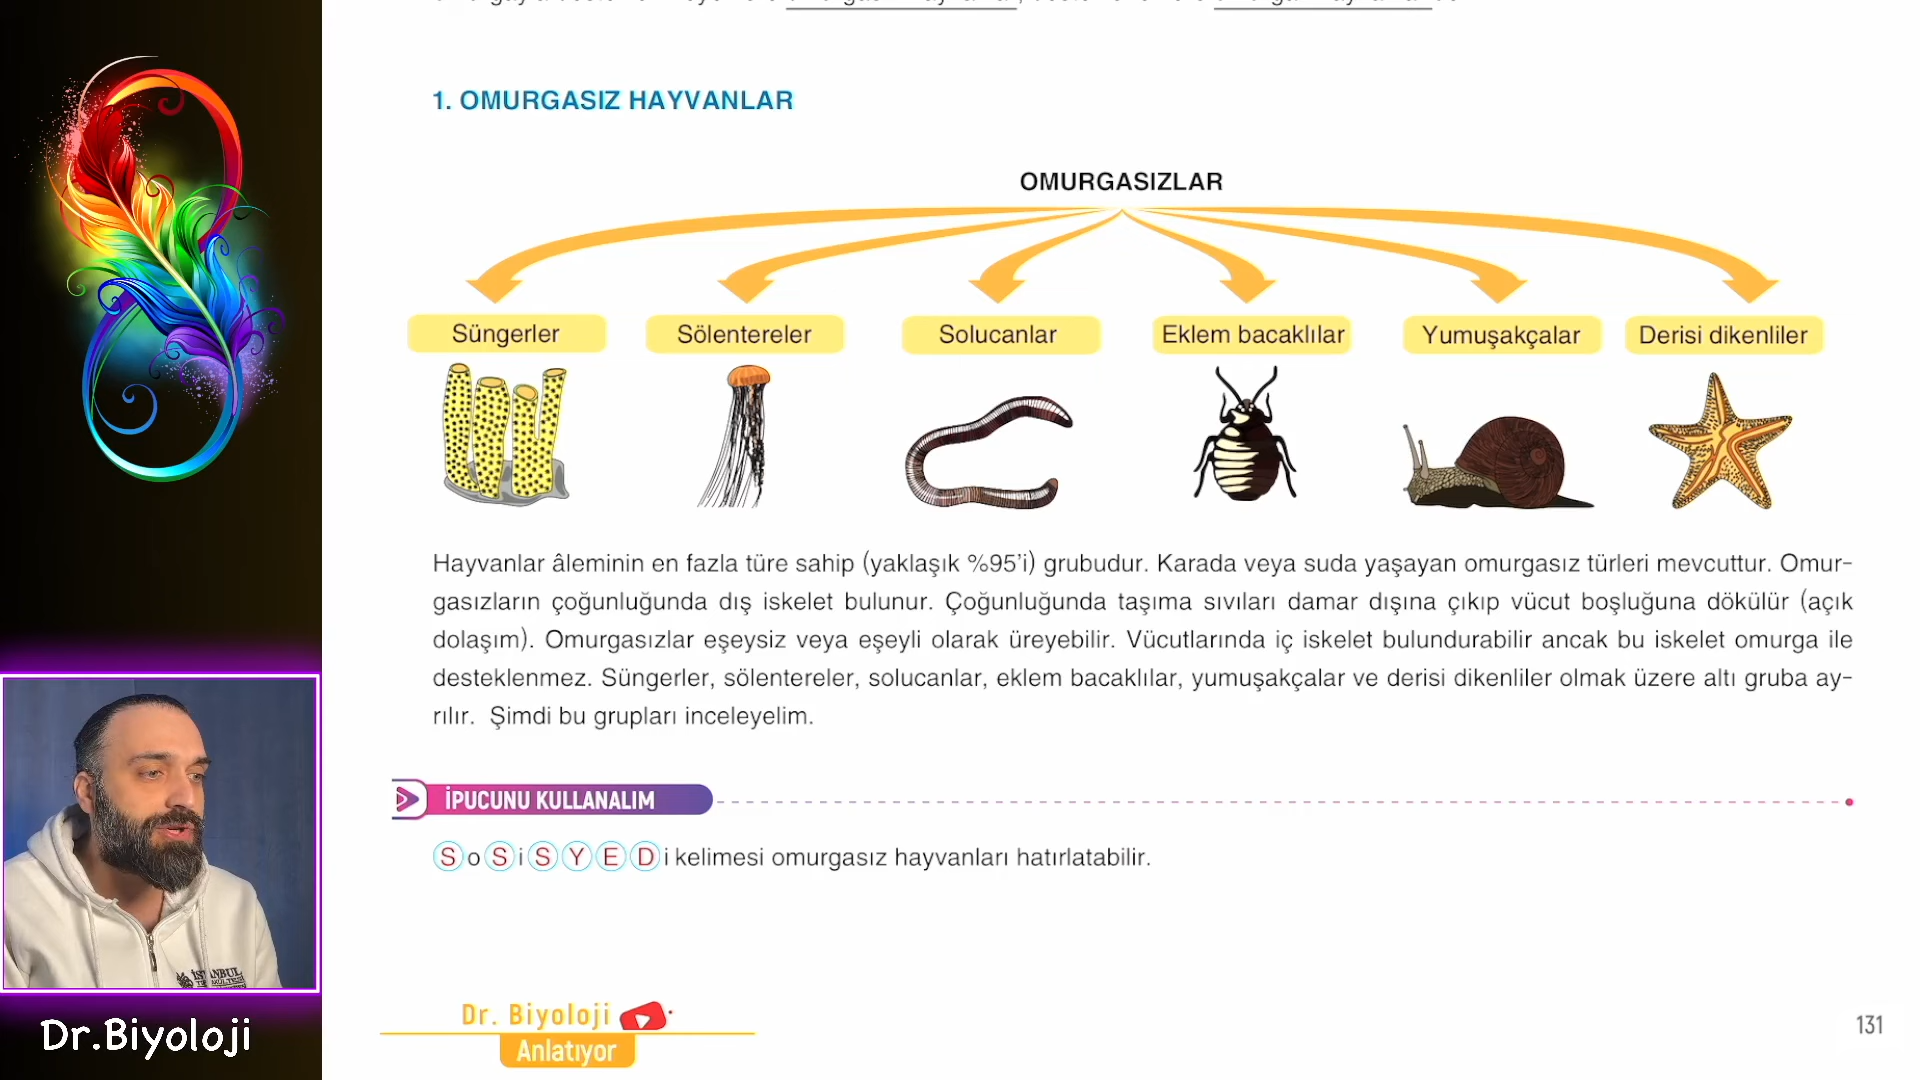 1. OMURGASIZ HAYVANLAR
OMURGASIZLAR
Süngerler
Sölentereler
Solucanlar
Eklem bacaklılar
Yumuşakçalar
Derisi dikenliler
Hayvanlar âleminin en fazla türe sahip (yaklaşık %95’i) grubudur. Karada veya suda yaşayan omurgasız türleri mevcuttur. Omur-
gasızların çoğunluğunda dış iskelet bulunur. Çoğunluğunda taşıma sıvıları damar dışına çıkıp vücut boşluğuna dökülür (açık
dolaşım). Omurgasızlar eşeysiz veya eşeyli olarak üreyebilir. Vücutlarında iç iskelet bulundurabilir ancak bu iskelet omurga ile
desteklenmez. Süngerler, sölentereler, solucanlar, eklem bacaklılar, yumuşakçalar ve derisi dikenliler olmak üzere altı gruba ay-
rılır. Şimdi bu grupları inceleyelim.
İPUCUNU KULLANALIM
SoSiSYEDi kelimesi omurgasız hayvanları hatırlatabilir.
İSTANBUL
Dr.Biyoloji
Dr. Biyoloji
Anlatıyor
131